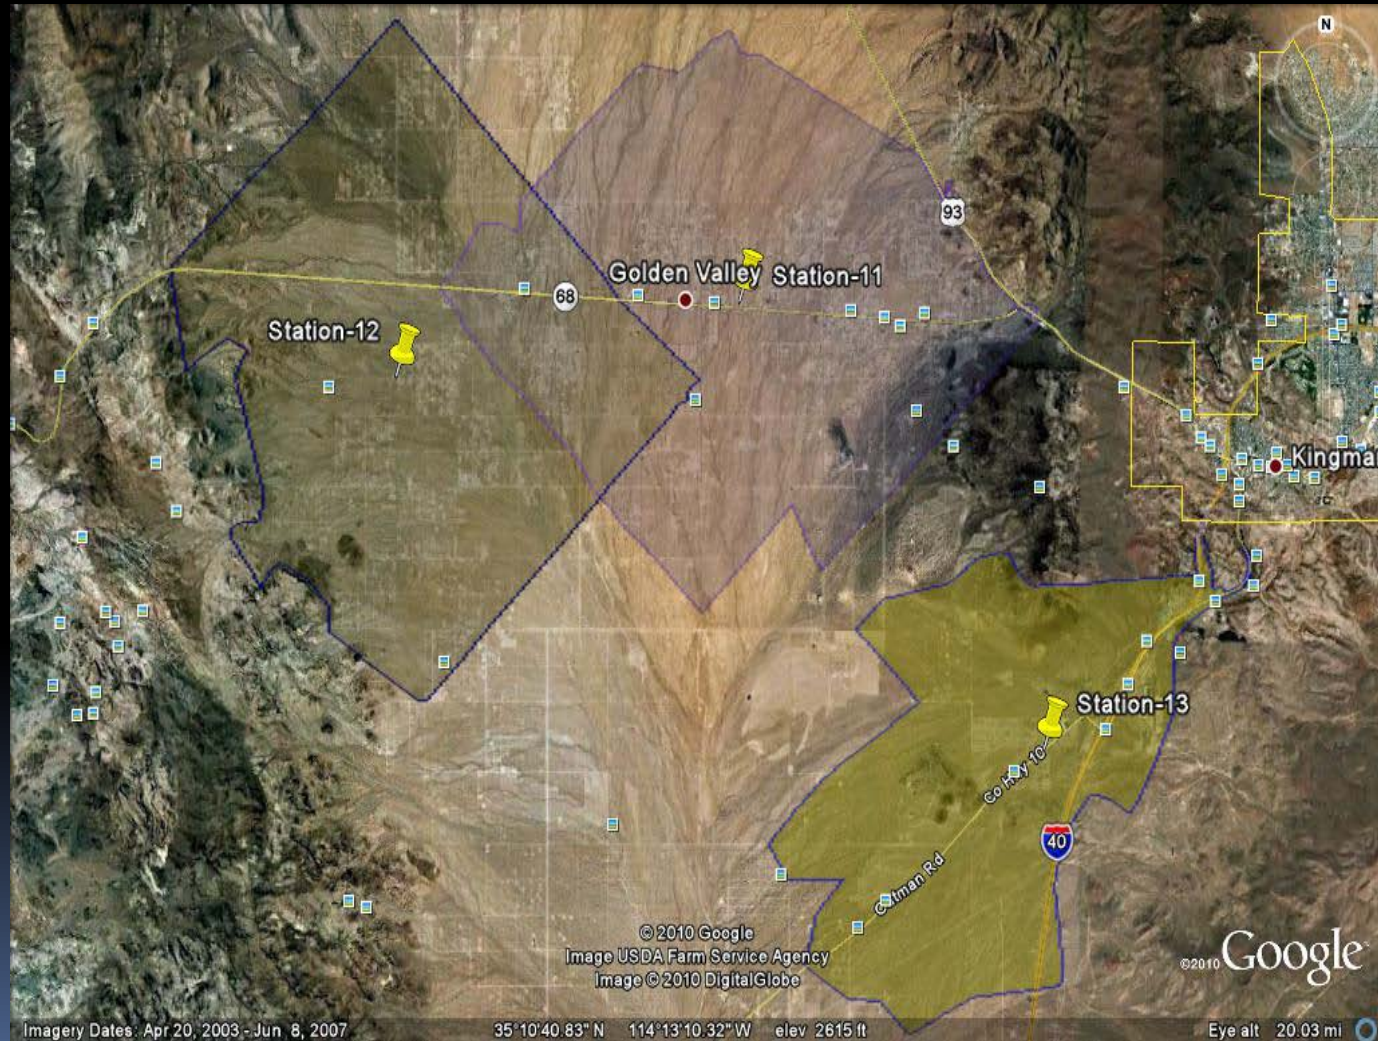 N
93
Golden Valley
Station-11
68
Station-12
Station-13
Co Hwy 10
40
Oatman Rd
© 2010 Google
Image USDA Farm Service Agency
Image © 2010 DigitalGlobe
©2010 Google
Imagery Dates: Apr 20, 2003 - Jun 8, 2007
35°10'40.83" N 114°13'10.32" W elev 2615 ft
Eye alt 20.03 mi